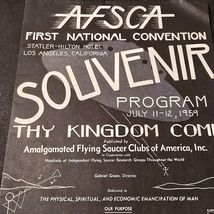 AFSCA
FIRST NATIONAL CONVENTION
STATLER-HILTON HOTEL
LOS ANGELES, CALIFORNIA
SOUVENIR
PROGRAM
JULY 11-12, 1959
THY KINGDOM COME
Published by
Amalgamated Flying Saucer Clubs of America, Inc.
In Cooperation with
Hundreds of Independent Flying Saucer Research Groups Throughout the World
Gabriel Green, Director
Dedicated to
THE PHYSICAL, SPIRITUAL, AND ECONOMIC EMANCIPATION OF MAN
OUR PURPOSE